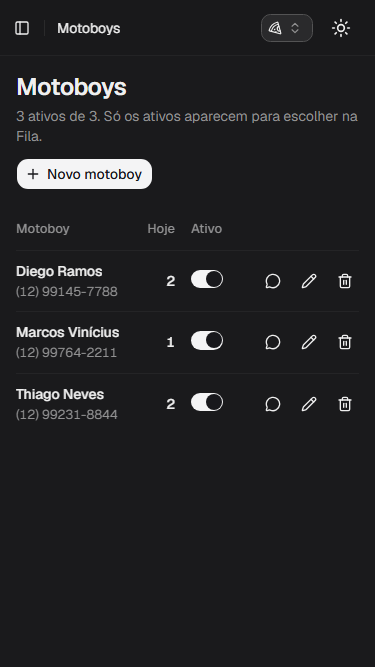 Motoboys
Motoboys
3 ativos de 3. Só os ativos aparecem para escolher na
Fila.
+ Novo motoboy
Motoboy Hoje Ativo
Diego Ramos
(12) 99145-7788
2
Marcos Vinícius
(12) 99764-2211
1
Thiago Neves
(12) 99231-8844
2